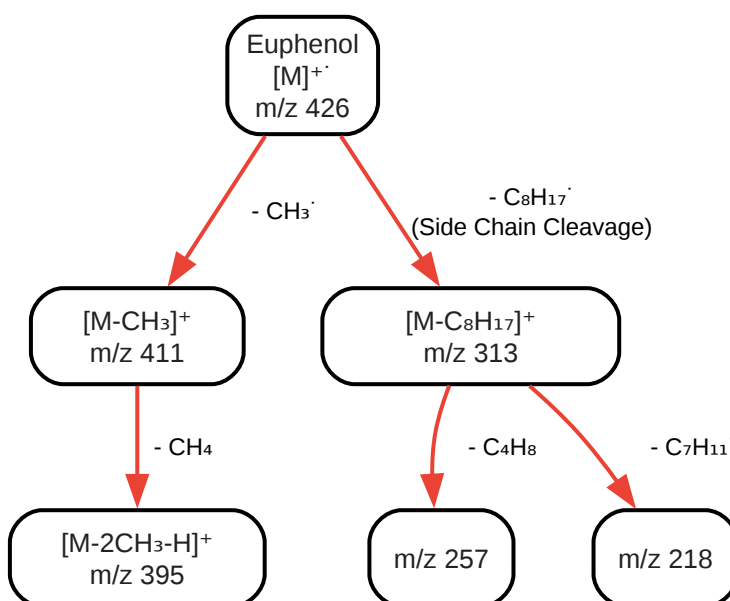 Euphenol
[M]⁺˙
m/z 426
- CH₃˙
- C₈H₁₇˙
(Side Chain Cleavage)
[M-CH₃]⁺
m/z 411
[M-C₈H₁₇]⁺
m/z 313
- CH₄
- C₄H₈
- C₇H₁₁˙
[M-2CH₃-H]⁺
m/z 395
m/z 257
m/z 218